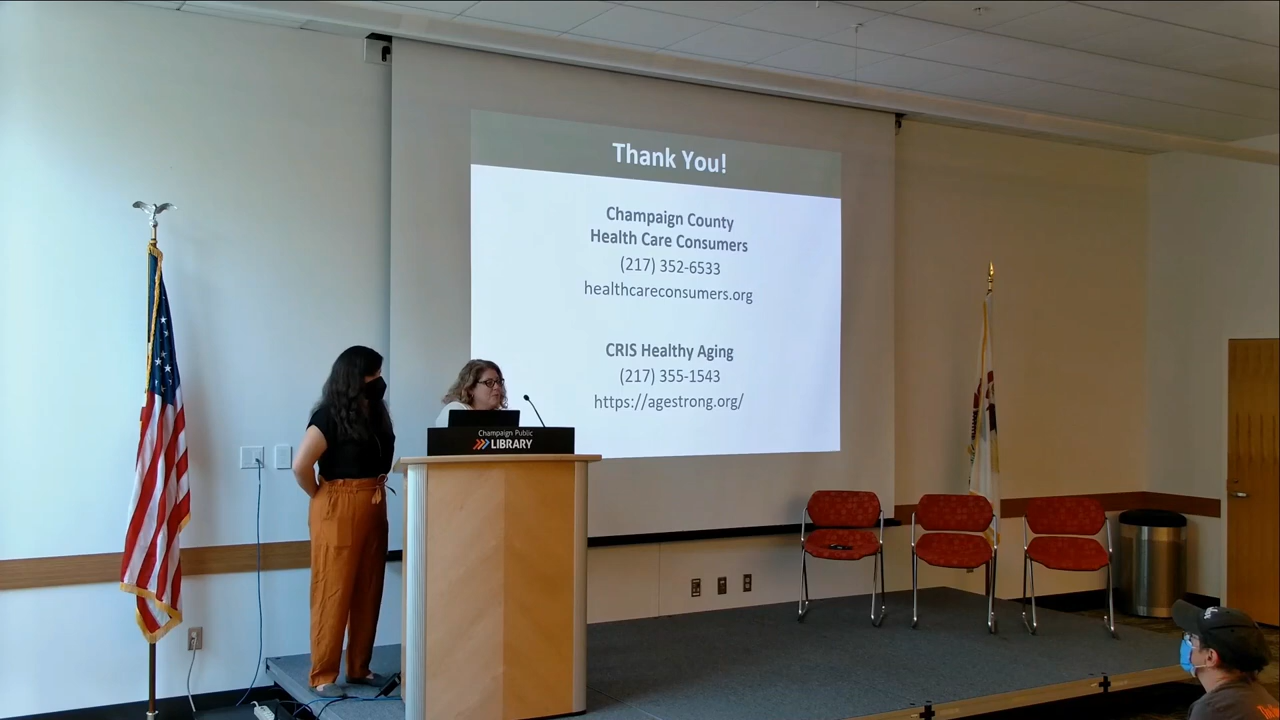 Thank You!
Champaign County
Health Care Consumers
(217) 352-6533
healthcareconsumers.org
CRIS Healthy Aging
(217) 355-1543
https://agestrong.org/
Champaign Public
LIBRARY